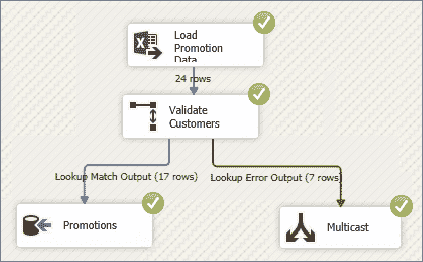 Load
Promotion
Data
24 rows
Validate
Customers
Lookup Match Output (17 rows)
Lookup Error Output (7 rows)
Promotions
Multicast